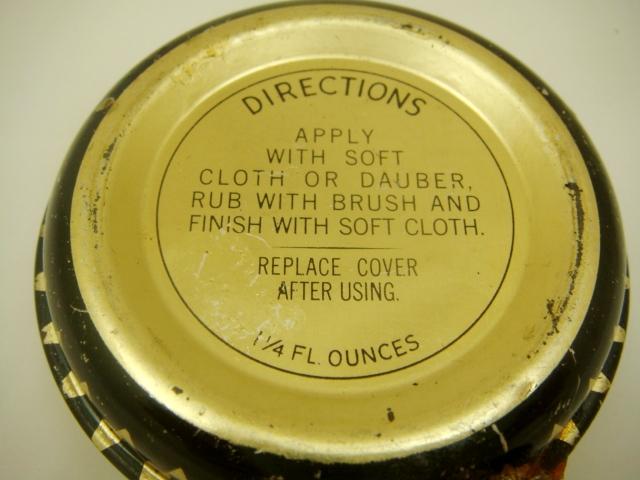 DIRECTIONS
APPLY
WITH SOFT
CLOTH OR DAUBER,
RUB WITH BRUSH AND
FINISH WITH SOFT CLOTH.
REPLACE COVER
AFTER USING.
1 1/4 FL. OUNCES